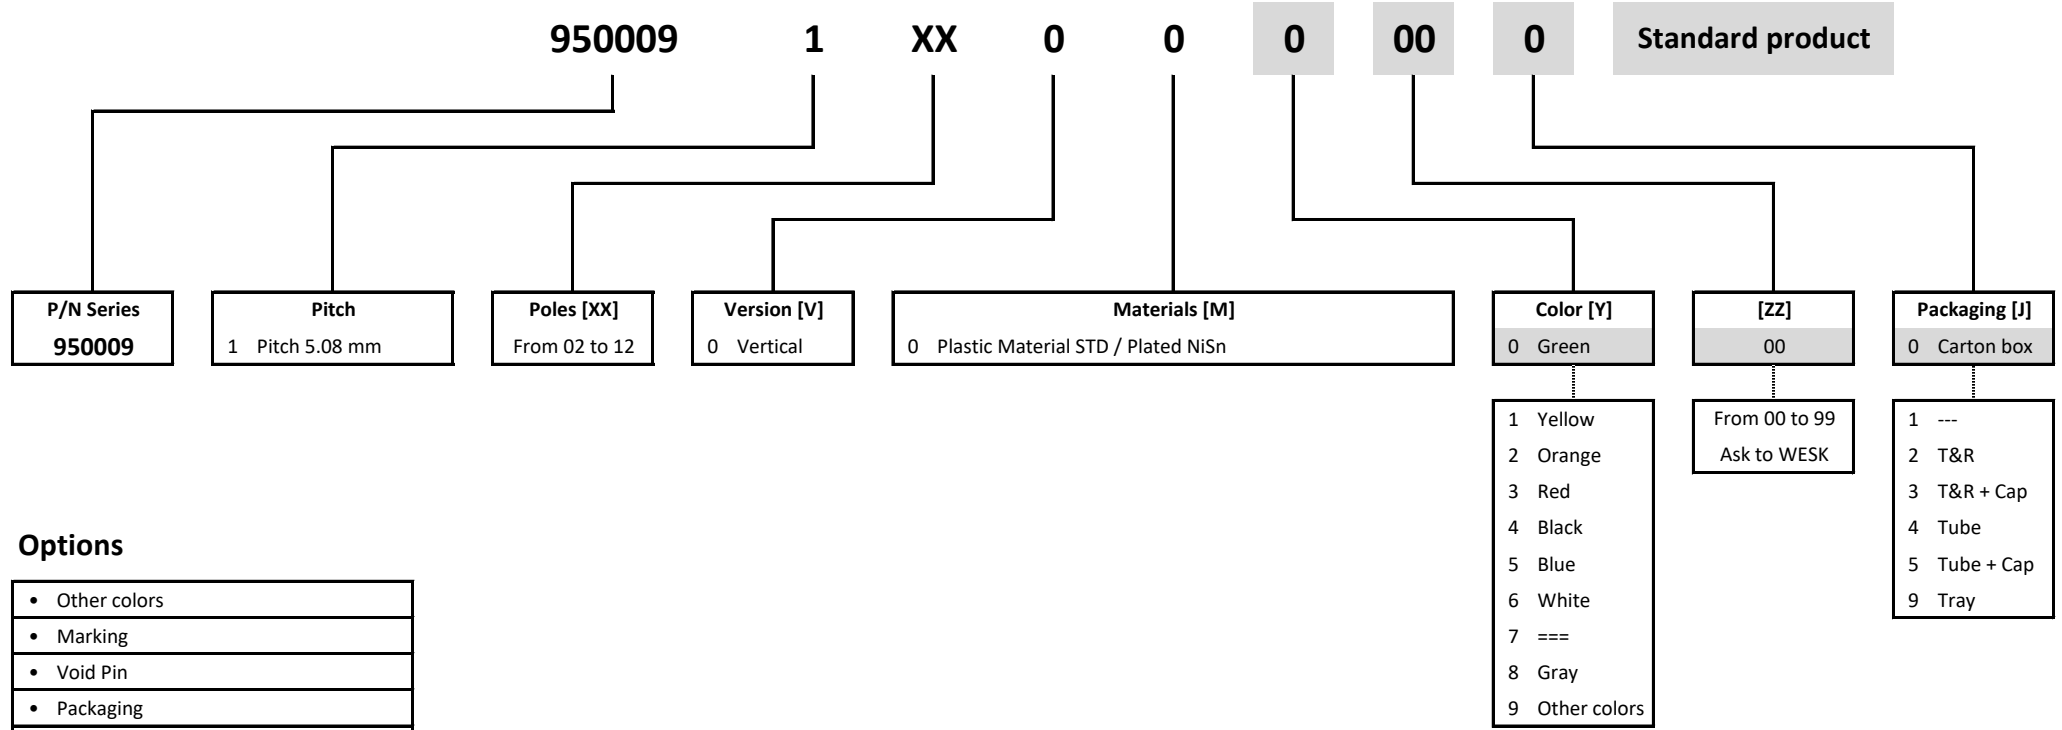 950009 1 XX 0 0 0 00 0 Standard product
P/N Series
950009
Pitch
1 Pitch 5.08 mm
Poles [XX]
From 02 to 12
Version [V]
0 Vertical
Materials [M]
0 Plastic Material STD / Plated NiSn
Color [Y]
0 Green
1 Yellow
2 Orange
3 Red
4 Black
5 Blue
6 White
7 ===
8 Gray
9 Other colors
[ZZ]
00
From 00 to 99
Ask to WESK
Packaging [J]
0 Carton box
1 ---
2 T&R
3 T&R + Cap
4 Tube
5 Tube + Cap
9 Tray
Options
• Other colors
• Marking
• Void Pin
• Packaging